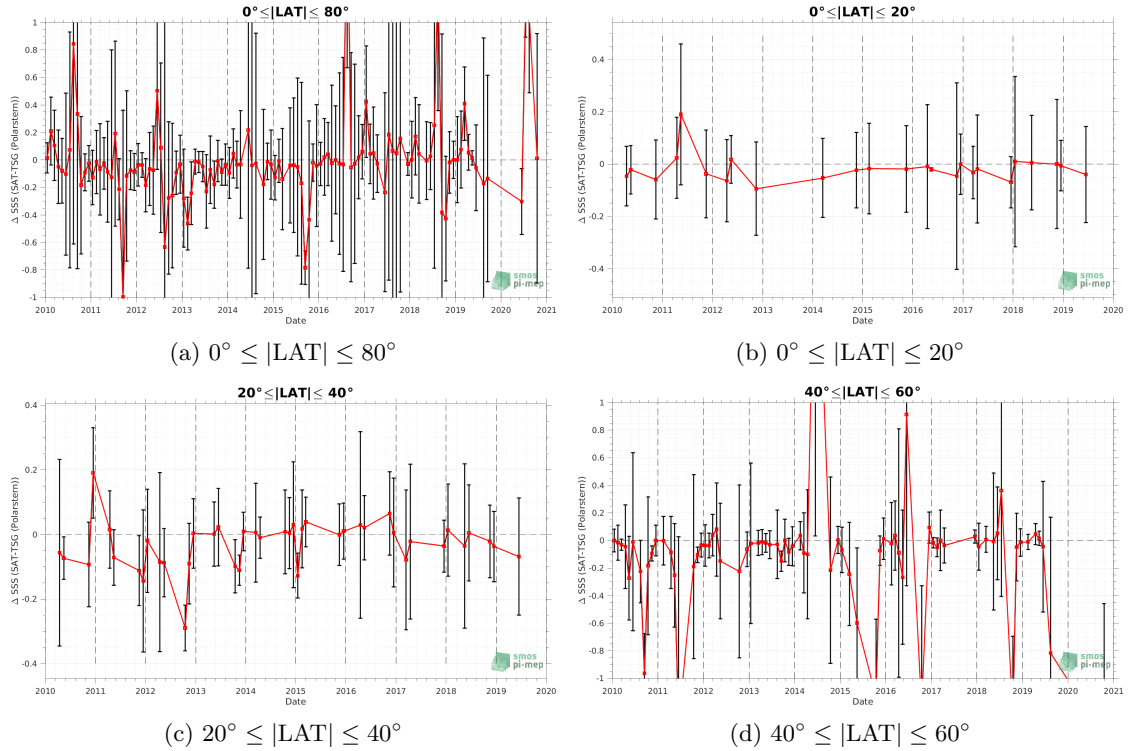 0°≤|LAT|≤ 80°
Δ SSS (SAT-TSG (Polarstern))
1
0.8
0.6
0.4
0.2
0
-0.2
-0.4
-0.6
-0.8
-1
2010 2011 2012 2013 2014 2015 2016 2017 2018 2019 2020 2021
Date
smos
pi-mep
(a) 0° ≤ |LAT| ≤ 80°
0°≤|LAT|≤ 20°
Δ SSS (SAT-TSG (Polarstern))
0.4
0.2
0
-0.2
-0.4
2010 2011 2012 2013 2014 2015 2016 2017 2018 2019 2020
Date
smos
pi-mep
(b) 0° ≤ |LAT| ≤ 20°
20°≤|LAT|≤ 40°
Δ SSS (SAT-TSG (Polarstern))
0.4
0.2
0
-0.2
-0.4
2010 2011 2012 2013 2014 2015 2016 2017 2018 2019 2020
Date
smos
pi-mep
(c) 20° ≤ |LAT| ≤ 40°
40°≤|LAT|≤ 60°
Δ SSS (SAT-TSG (Polarstern))
1
0.8
0.6
0.4
0.2
0
-0.2
-0.4
-0.6
-0.8
-1
2010 2011 2012 2013 2014 2015 2016 2017 2018 2019 2020 2021
Date
smos
pi-mep
(d) 40° ≤ |LAT| ≤ 60°